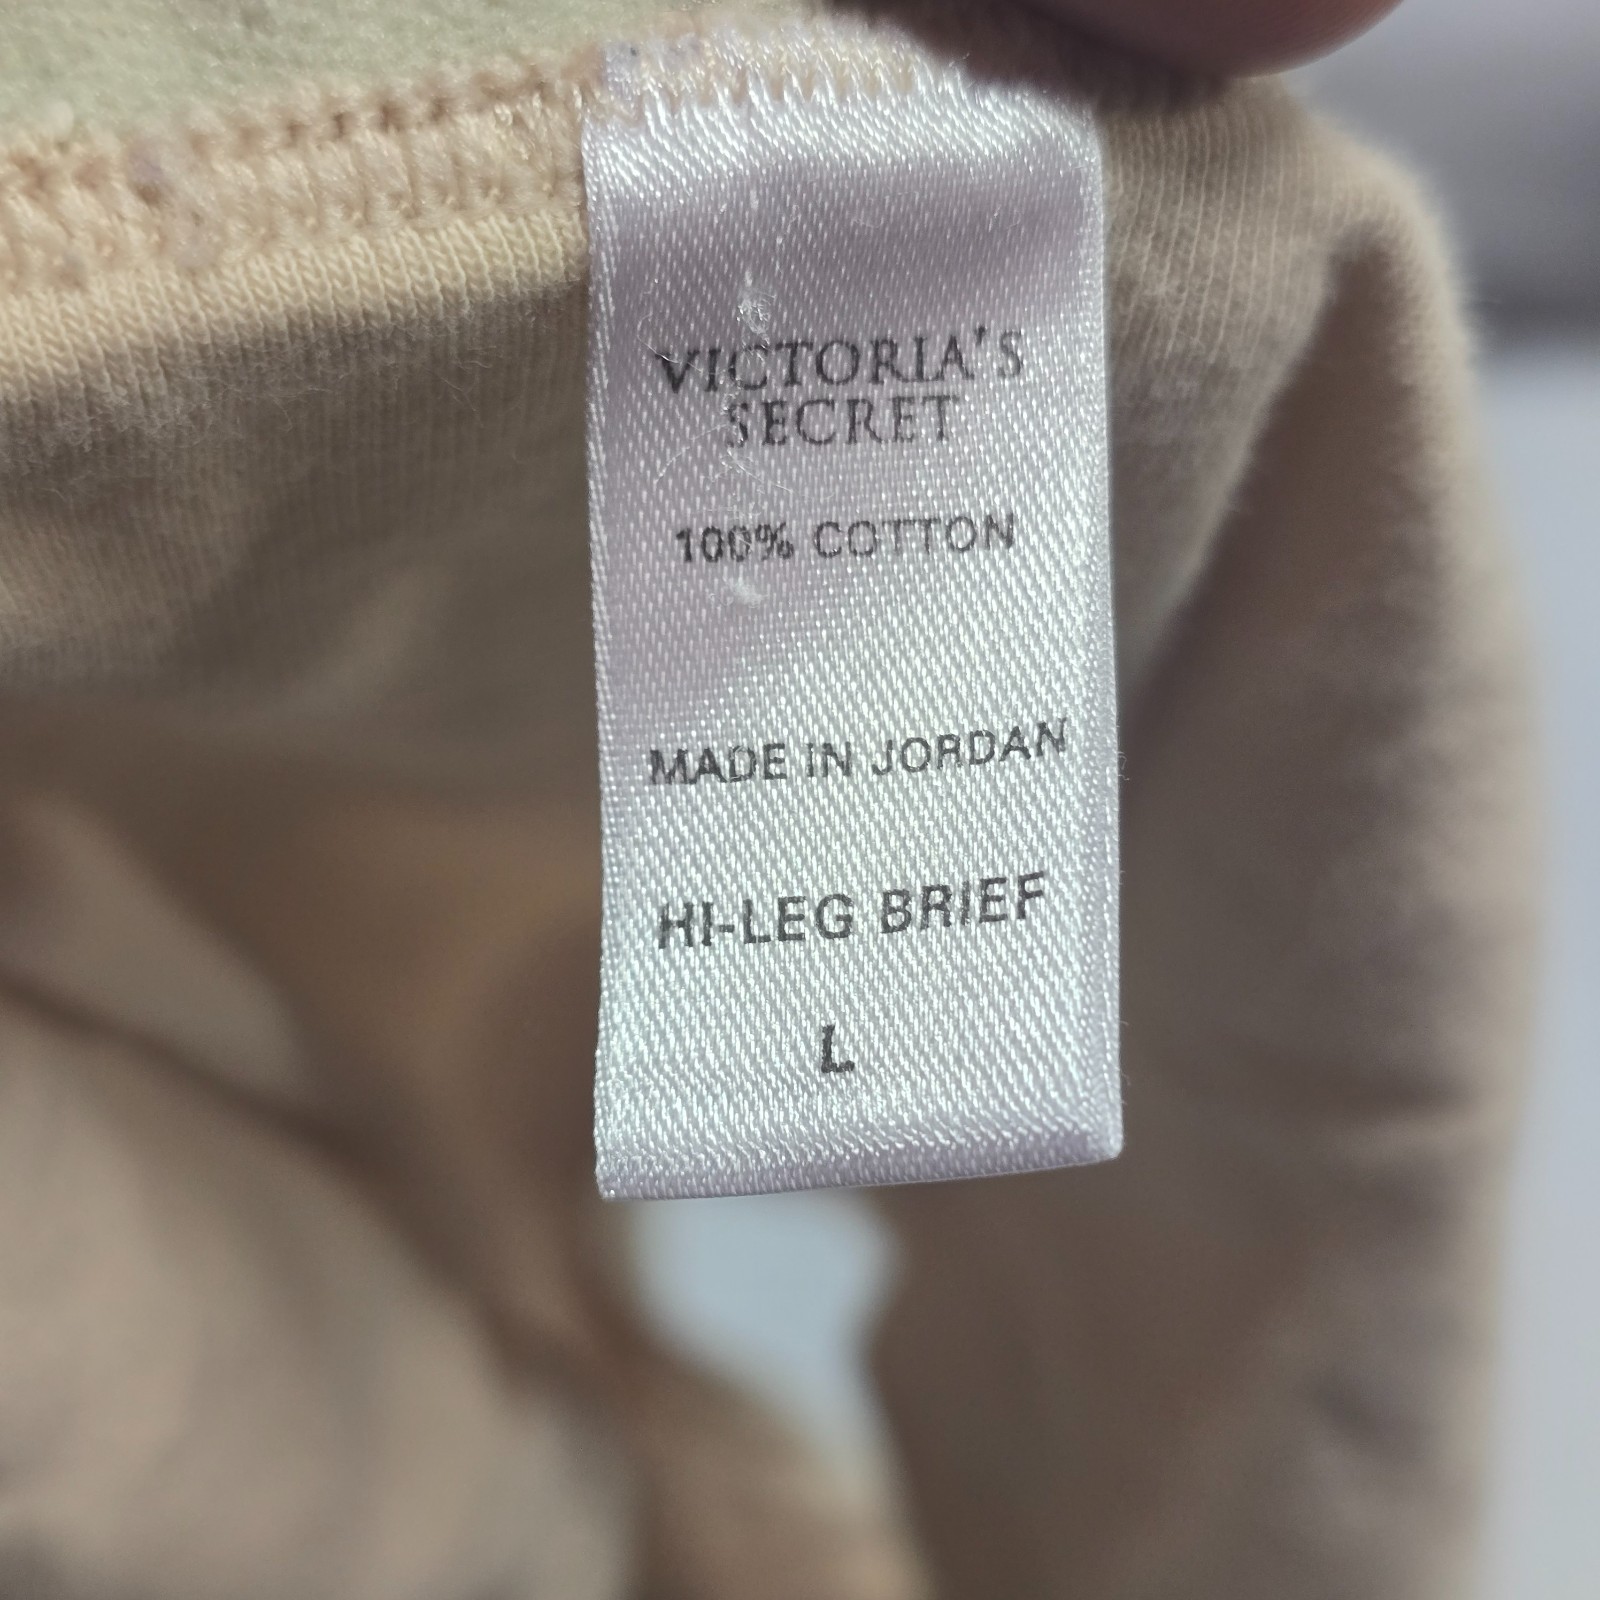 VICTORIA'S
SECRET
100% COTTON
MADE IN JORDAN
HI-LEG BRIEF
L